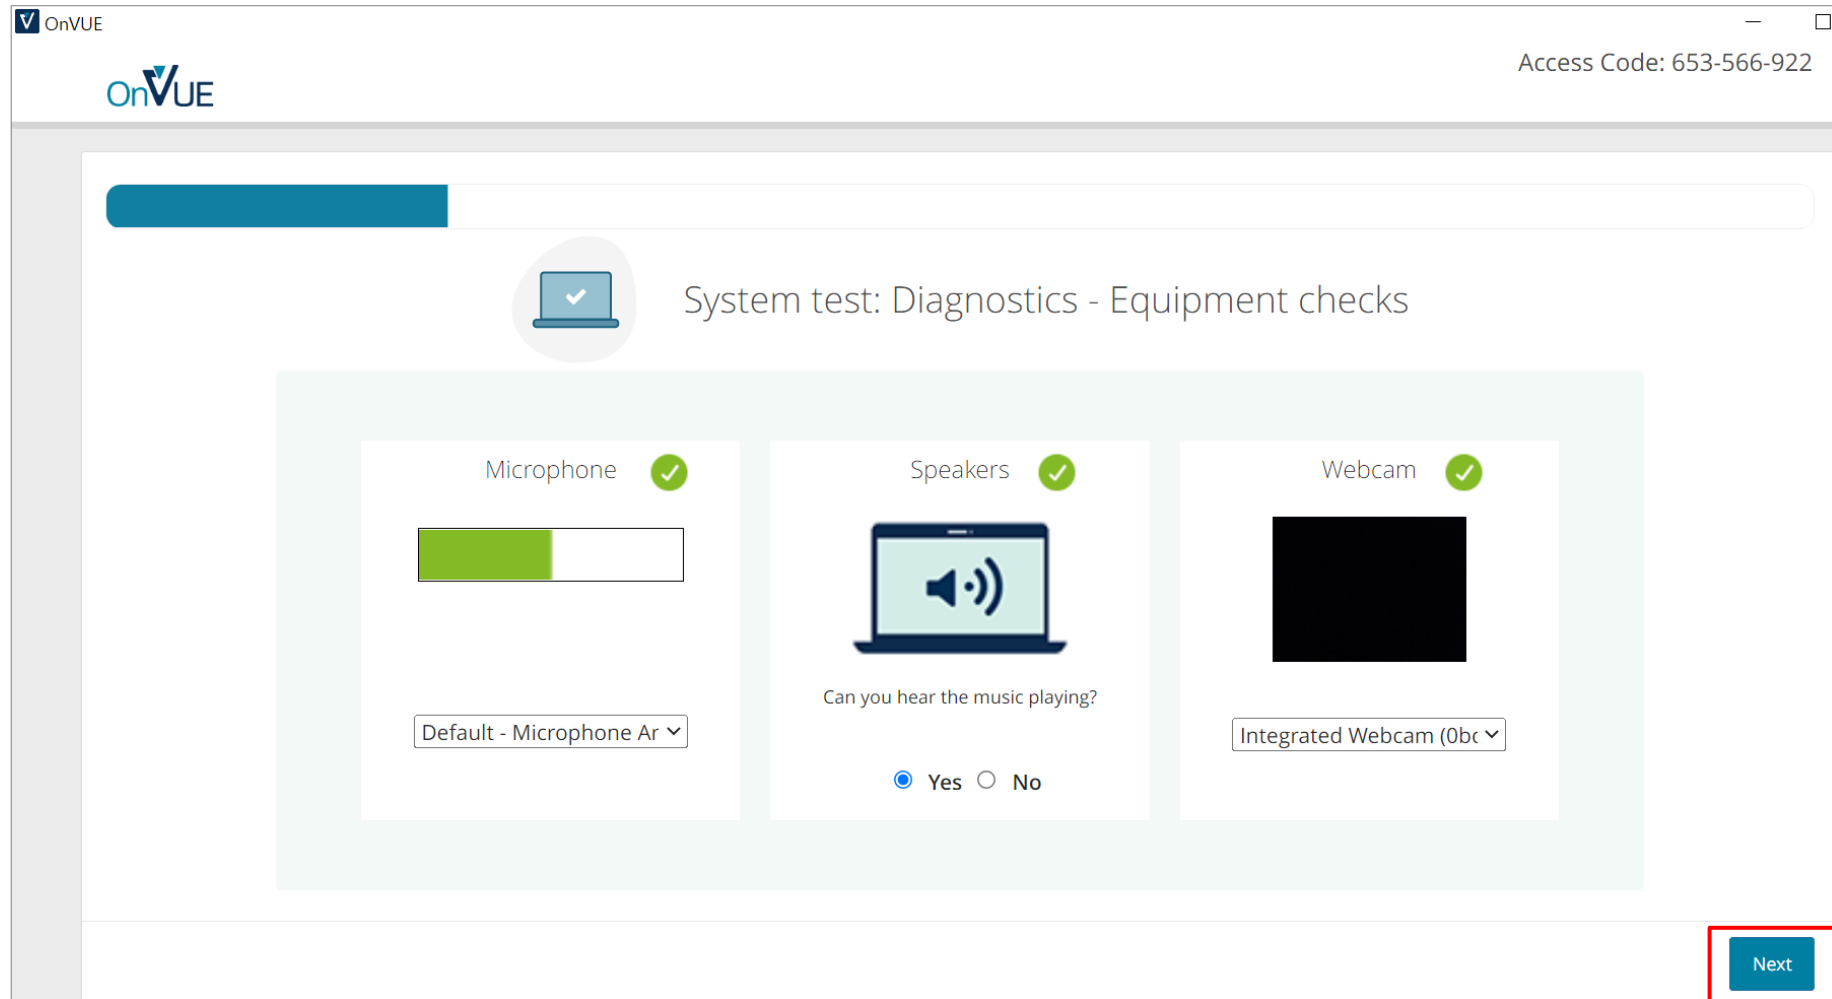 OnVUE
Access Code: 653-566-922
OnVUE
System test: Diagnostics - Equipment checks
Microphone
Speakers
Webcam
Can you hear the music playing?
Default - Microphone Ar
Integrated Webcam (0bc
Yes No
Next